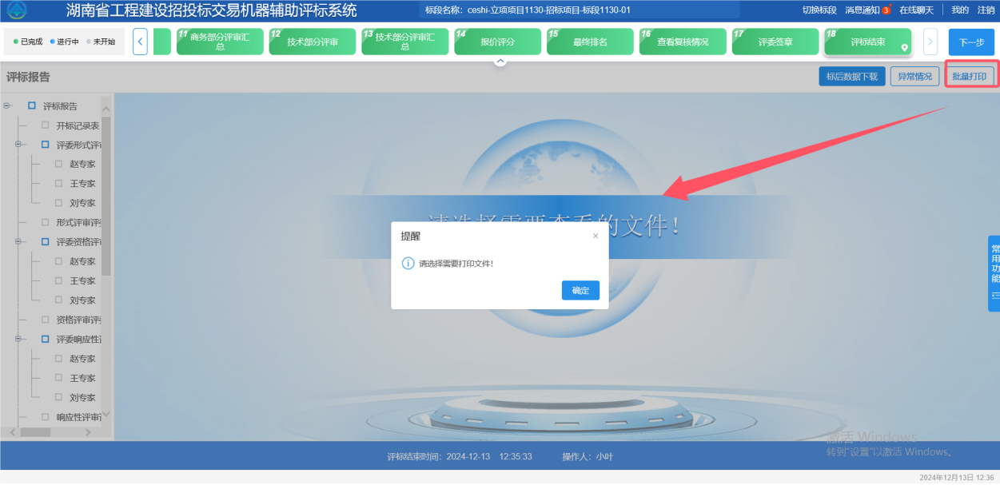 湖南省工程建设招投标交易机器辅助评标系统
标段名称: ceshi-立项项目1130-招标项目-标段1130-01
切换标段 消息通知 3 在线聊天 我的 注销
已完成 进行中 未开始
11 商务部分评审汇总
12 技术部分评审
13 技术部分评审汇总
14 报价评分
15 最终排名
16 查看复核情况
17 评委签章
18 评标结束
下一步
评标报告
标后数据下载 异常情况 批量打印
评标报告
开标记录表
评委形式评
赵专家
王专家
刘专家
形式评审评
评委资格评
赵专家
王专家
刘专家
资格评审评
评委响应性
赵专家
王专家
刘专家
响应性评审
请选择需要查看的文件!
提醒
×
请选择需要打印文件!
确定
常用功能
激活 Windows
转到"设置"以激活 Windows。
评标结束时间: 2024-12-13 12:35:33 操作人: 小叶
2024年12月13日 12:36